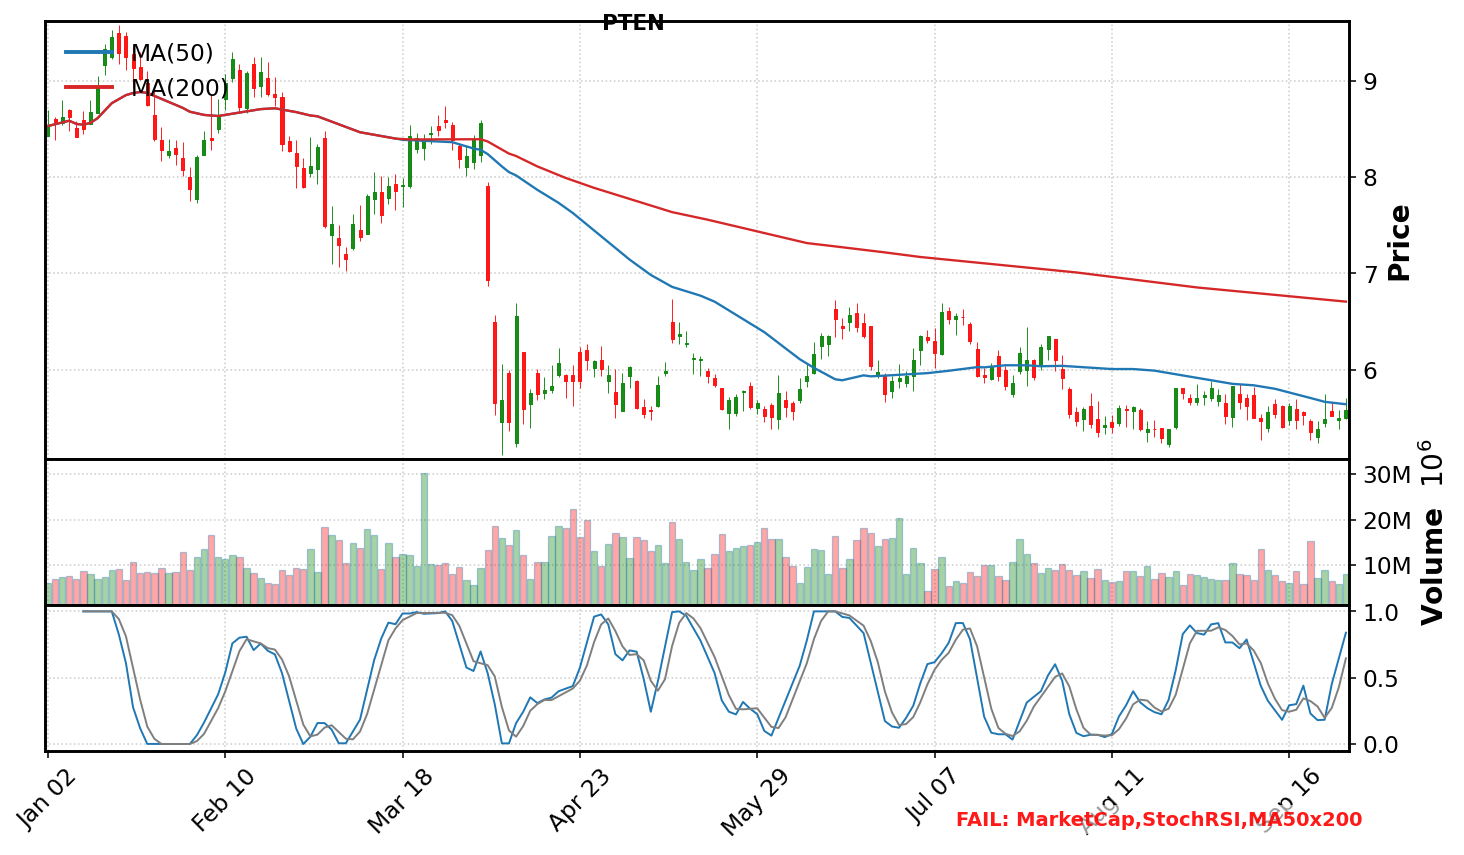 PTEN
MA(50)
MA(200)
9
8
7
6
Price
30M
20M
10M
Volume 10^6
1.0
0.5
0.0
Jan 02
Feb 10
Mar 18
Apr 23
May 29
Jul 07
Aug 11
Sep 16
FAIL: MarketCap,StochRSI,MA50x200